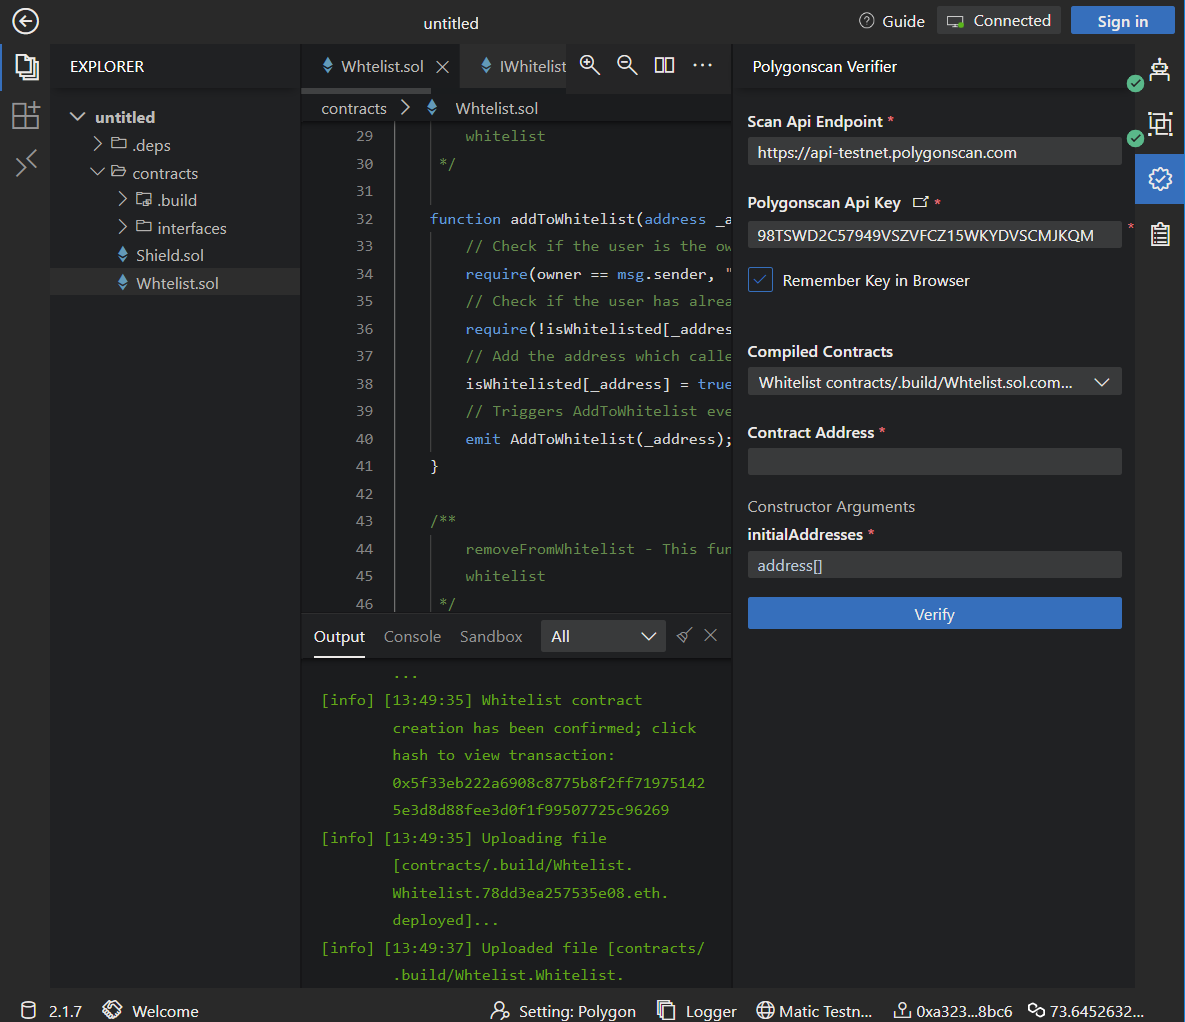 untitled
Guide
Connected
Sign in
EXPLORER
untitled
.deps
contracts
.build
interfaces
Shield.sol
Whtelist.sol
Whtelist.sol
IWhitelist
contracts > Whtelist.sol
29 whitelist
30 */
31
32 function addToWhitelist(address _a
33 // Check if the user is the ow
34 require(owner == msg.sender, "
35 // Check if the user has alrea
36 require(!isWhitelisted[_addres
37 // Add the address which calle
38 isWhitelisted[_address] = true
39 // Triggers AddToWhitelist eve
40 emit AddToWhitelist(_address);
41 }
42
43 /**
44 removeFromWhitelist - This fun
45 whitelist
46 */
Output Console Sandbox All
...
[info] [13:49:35] Whitelist contract
creation has been confirmed; click
hash to view transaction:
0x5f33eb222a6908c8775b8f2ff71975142
5e3d8d88fee3d0f1f99507725c96269
[info] [13:49:35] Uploading file
[contracts/.build/Whtelist.
Whitelist.78dd3ea257535e08.eth.
deployed]...
[info] [13:49:37] Uploaded file [contracts/
.build/Whtelist.Whitelist.
Polygonscan Verifier
Scan Api Endpoint *
https://api-testnet.polygonscan.com
Polygonscan Api Key *
98TSWD2C57949VSZVFCZ15WKYDVSCMJKQM *
Remember Key in Browser
Compiled Contracts
Whitelist contracts/.build/Whtelist.sol.com...
Contract Address *
Constructor Arguments
initialAddresses *
address[]
Verify
2.1.7
Welcome
Setting: Polygon
Logger
Matic Testn...
0xa323...8bc6
73.6452632...